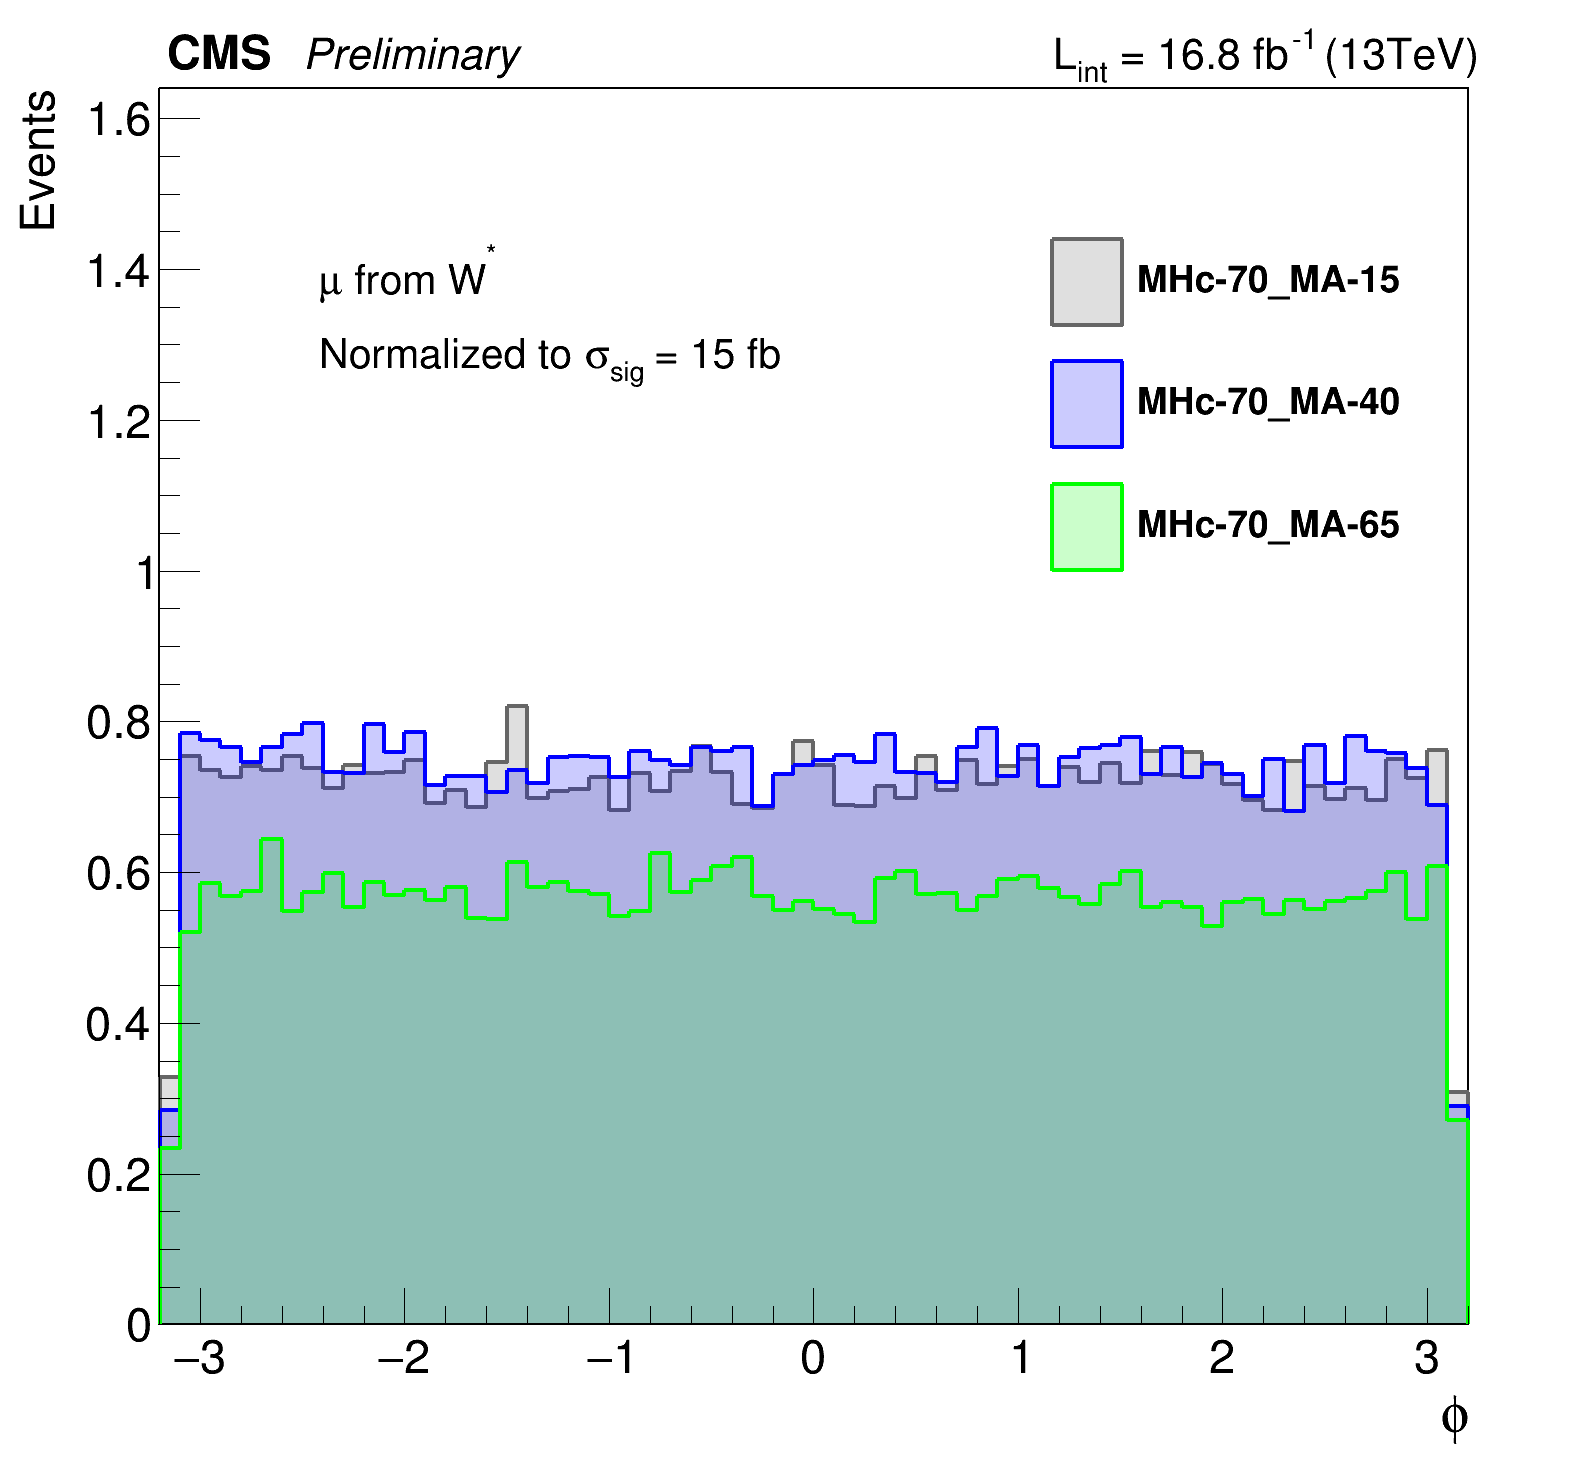 CMS Preliminary
L_int = 16.8 fb^-1 (13TeV)
Events
1.6
1.4
1.2
1
0.8
0.6
0.4
0.2
0
μ from W^*
Normalized to σ_sig = 15 fb
MHc-70_MA-15
MHc-70_MA-40
MHc-70_MA-65
−3 −2 −1 0 1 2 3
ϕ